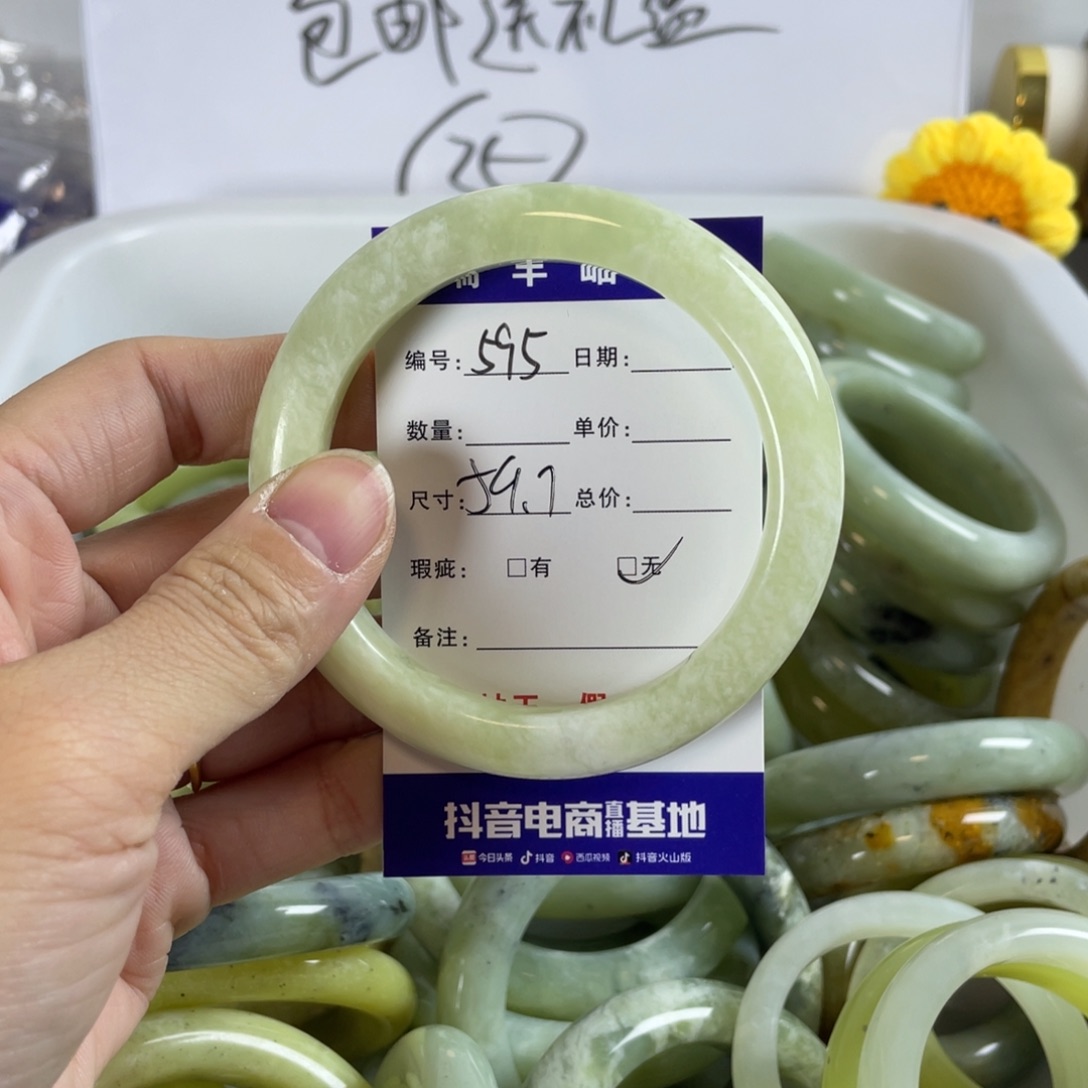 包邮送礼盒
编号: 595 日期:
数量: 单价:
尺寸: 59.7 总价:
瑕疵: □有 □无
备注:
抖音电商直播基地
今日头条 抖音 西瓜视频 抖音火山版